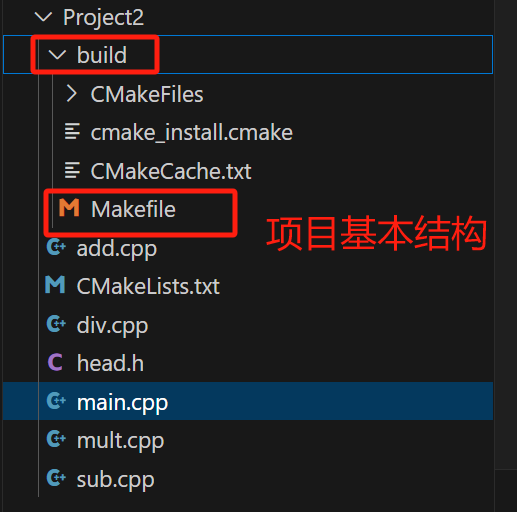 Project2
build
CMakeFiles
cmake_install.cmake
CMakeCache.txt
Makefile
项目基本结构
add.cpp
CMakeLists.txt
div.cpp
head.h
main.cpp
mult.cpp
sub.cpp